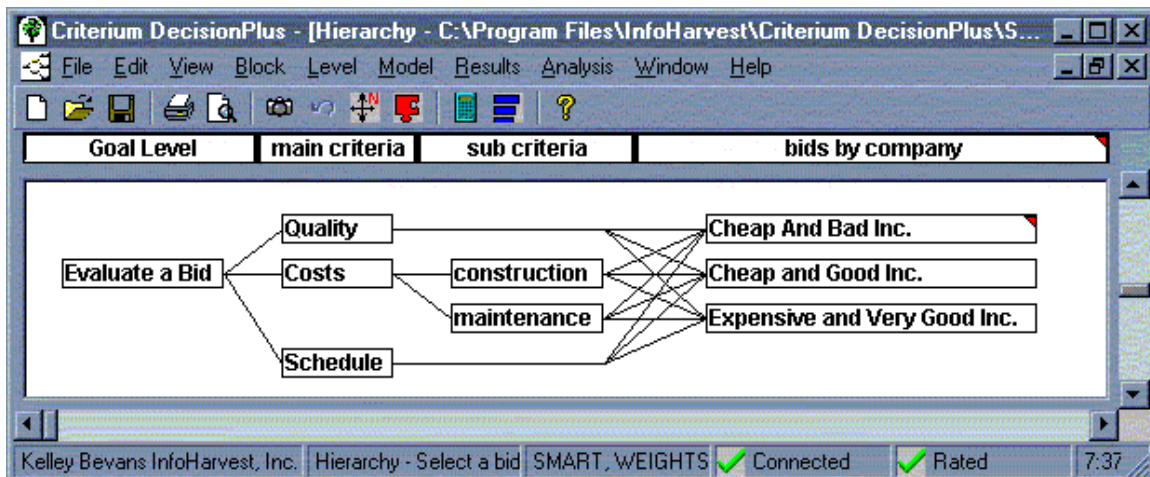 Criterium DecisionPlus - [Hierarchy - C:\Program Files\InfoHarvest\Criterium DecisionPlus\S...
File Edit View Block Level Model Results Analysis Window Help
N ?
Goal Level main criteria sub criteria bids by company
Quality Cheap And Bad Inc.
Evaluate a Bid Costs construction Cheap and Good Inc.
maintenance Expensive and Very Good Inc.
Schedule
Kelley Bevans InfoHarvest, Inc. Hierarchy - Select a bid SMART, WEIGHTS Connected Rated 7:37